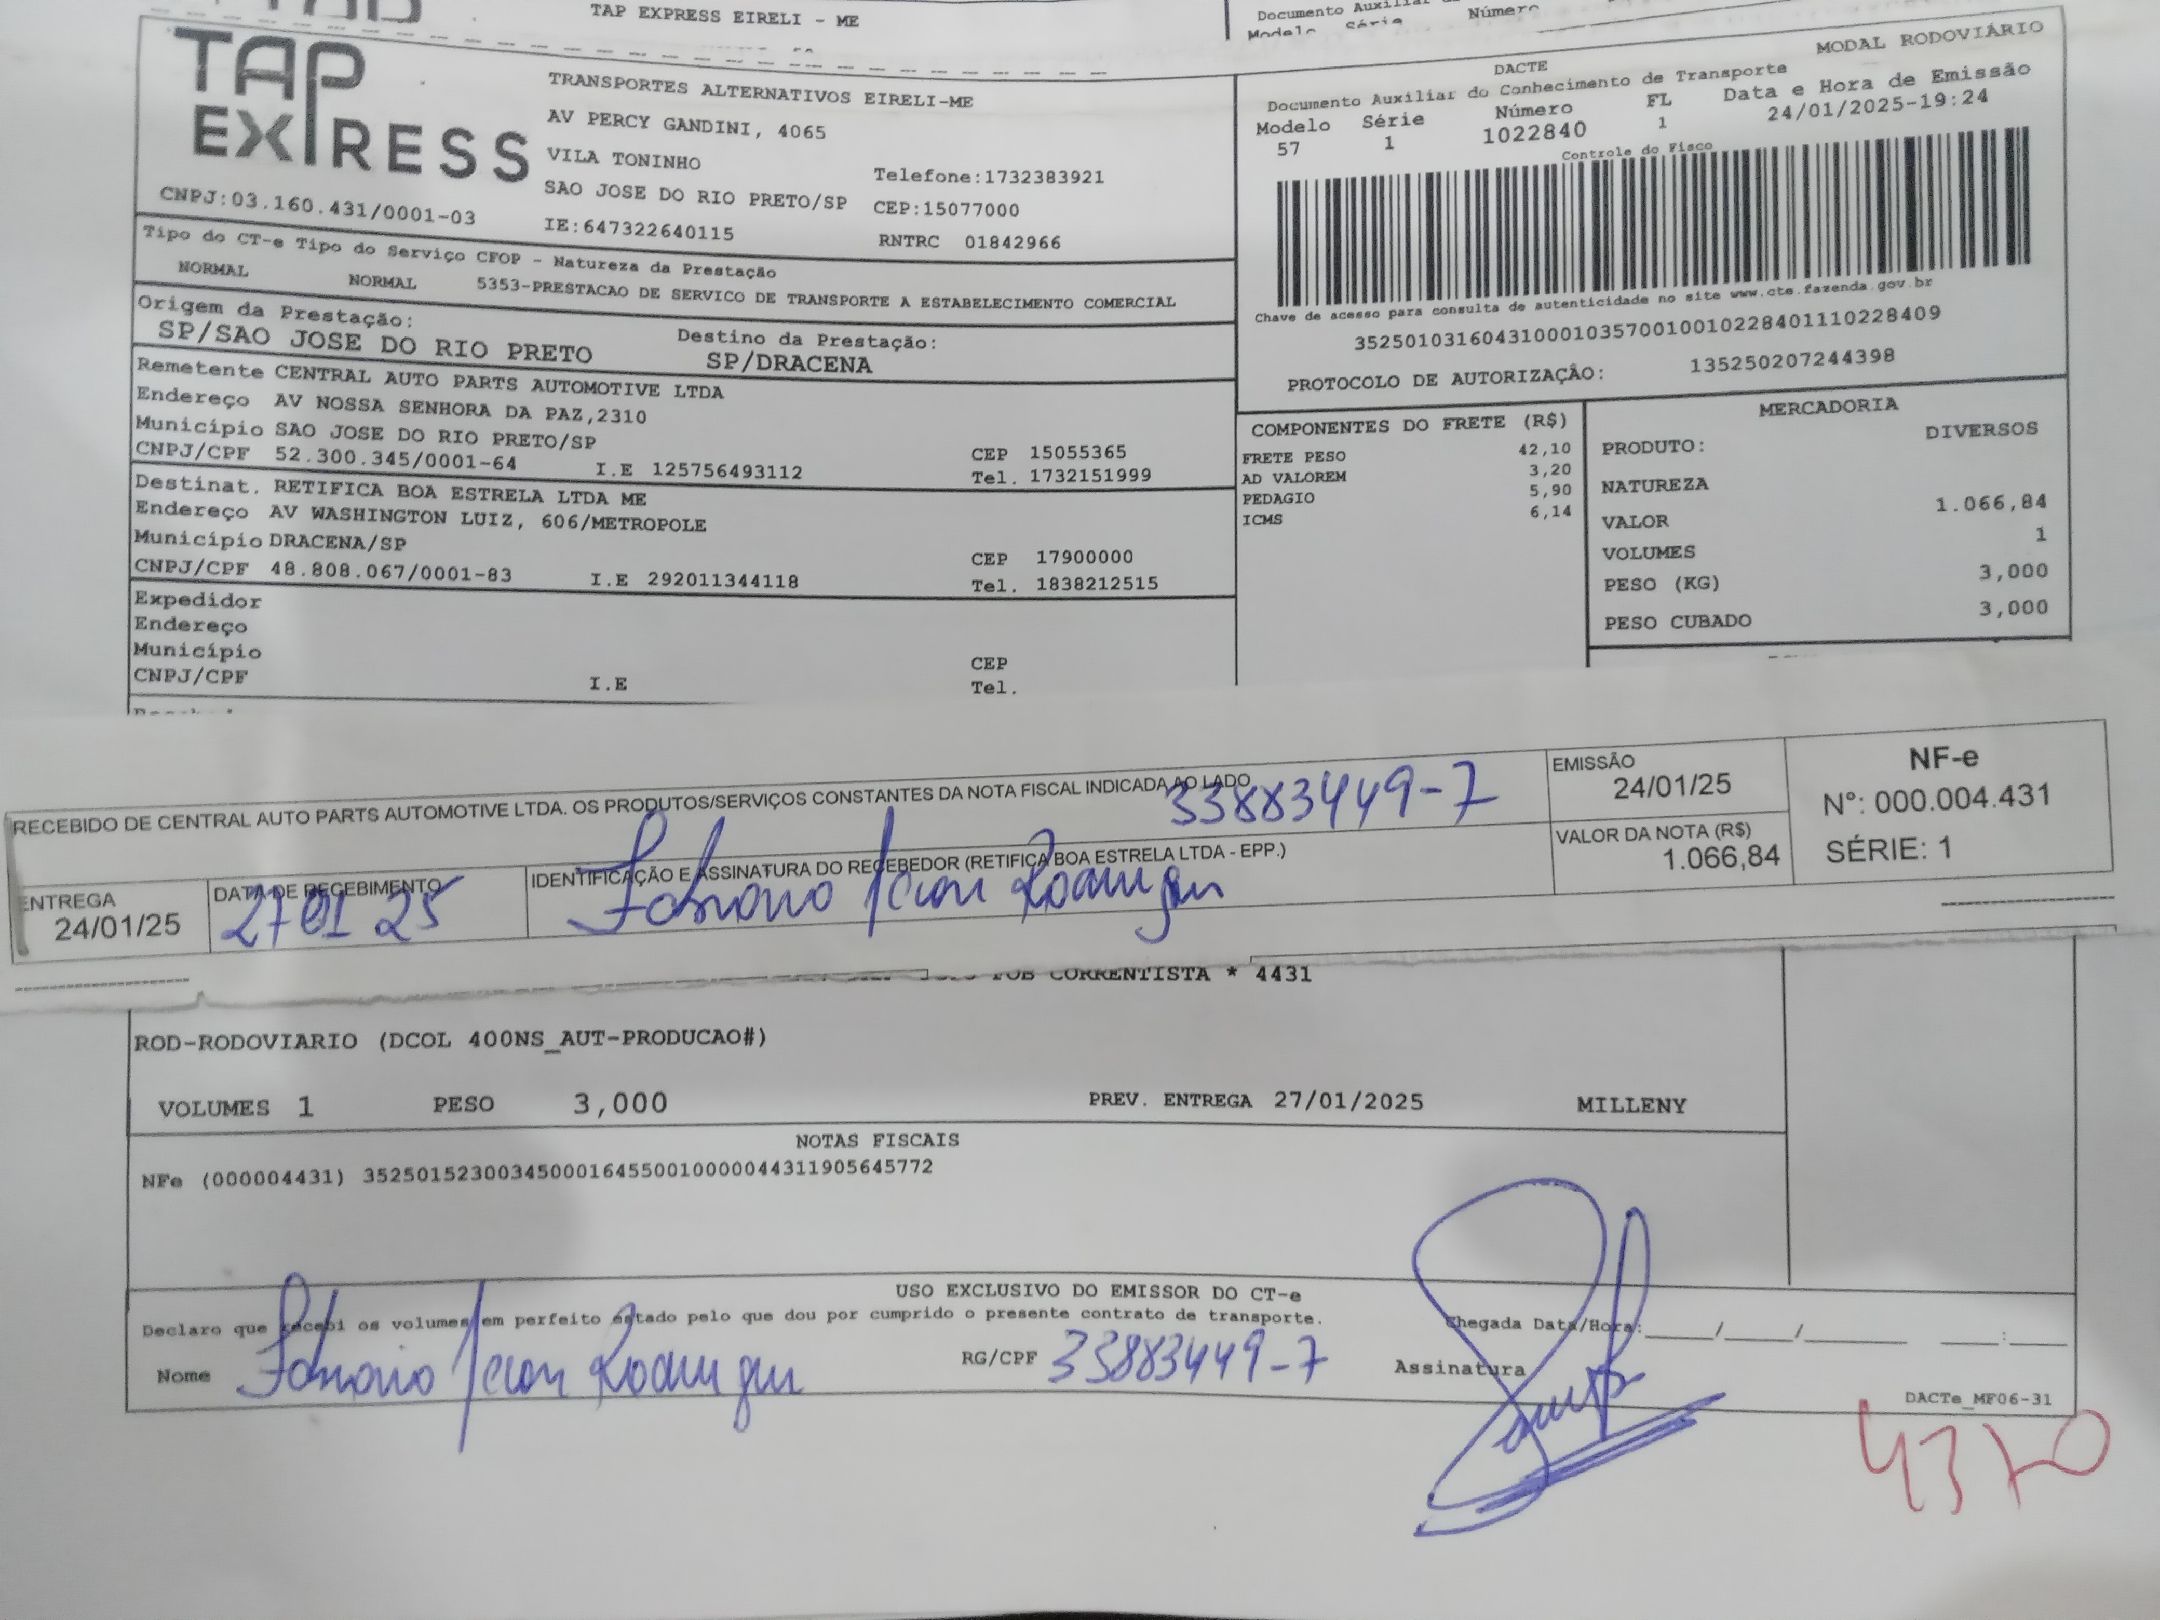 TAP EXPRESS EIRELI - ME
Documento Auxiliar
Modelo Série Número
TAP EXPRESS
CNPJ:03.160.431/0001-03
TRANSPORTES ALTERNATIVOS EIRELI-ME
AV PERCY GANDINI, 4065
VILA TONINHO
Telefone:1732383921
SAO JOSE DO RIO PRETO/SP CEP:15077000
IE:647322640115 RNTRC 01842966
DACTE MODAL RODOVIÁRIO
Documento Auxiliar do Conhecimento de Transporte
Modelo Série Número FL Data e Hora de Emissão
57 1 1022840 1 24/01/2025-19:24
Controle do Fisco
Chave de acesso para consulta de autenticidade no site www.cte.fazenda.gov.br
35250103160431000103570010010228401110228409
PROTOCOLO DE AUTORIZAÇÃO: 135250207244398
Tipo do CT-e Tipo do Serviço CFOP - Natureza da Prestação
NORMAL NORMAL 5353-PRESTACAO DE SERVICO DE TRANSPORTE A ESTABELECIMENTO COMERCIAL
Origem da Prestação: Destino da Prestação:
SP/SAO JOSE DO RIO PRETO SP/DRACENA
Remetente CENTRAL AUTO PARTS AUTOMOTIVE LTDA
Endereço AV NOSSA SENHORA DA PAZ,2310
Município SAO JOSE DO RIO PRETO/SP CEP 15055365
CNPJ/CPF 52.300.345/0001-64 I.E 125756493112 Tel. 1732151999
Destinat. RETIFICA BOA ESTRELA LTDA ME
Endereço AV WASHINGTON LUIZ, 606/METROPOLE
Município DRACENA/SP CEP 17900000
CNPJ/CPF 48.808.067/0001-83 I.E 292011344118 Tel. 1838212515
Expedidor
Endereço
Município CEP
CNPJ/CPF I.E Tel.
COMPONENTES DO FRETE (R$)
FRETE PESO 42,10
AD VALOREM 3,20
PEDAGIO 5,90
ICMS 6,14
MERCADORIA
PRODUTO: DIVERSOS
NATUREZA
VALOR 1.066,84
VOLUMES 1
PESO (KG) 3,000
PESO CUBADO 3,000
RECEBIDO DE CENTRAL AUTO PARTS AUTOMOTIVE LTDA. OS PRODUTOS/SERVIÇOS CONSTANTES DA NOTA FISCAL INDICADA AO LADO
33883449-7
EMISSÃO
24/01/25
NF-e
Nº: 000.004.431
SÉRIE: 1
ENTREGA
24/01/25
DATA DE RECEBIMENTO
27 01 25
IDENTIFICAÇÃO E ASSINATURA DO RECEBEDOR (RETIFICA BOA ESTRELA LTDA - EPP.)
VALOR DA NOTA (R$)
1.066,84
FOB CORRENTISTA * 4431
ROD-RODOVIARIO (DCOL 400NS_AUT-PRODUCAO#)
VOLUMES 1 PESO 3,000 PREV. ENTREGA 27/01/2025 MILLENY
NOTAS FISCAIS
NFe (000004431) 35250152300345000164550010000044311905645772
USO EXCLUSIVO DO EMISSOR DO CT-e
Declaro que recebi os volumes em perfeito estado pelo que dou por cumprido o presente contrato de transporte. Chegada Data/Hora: / / :
Nome RG/CPF 33883449-7 Assinatura
DACTe_MF06-31
4370